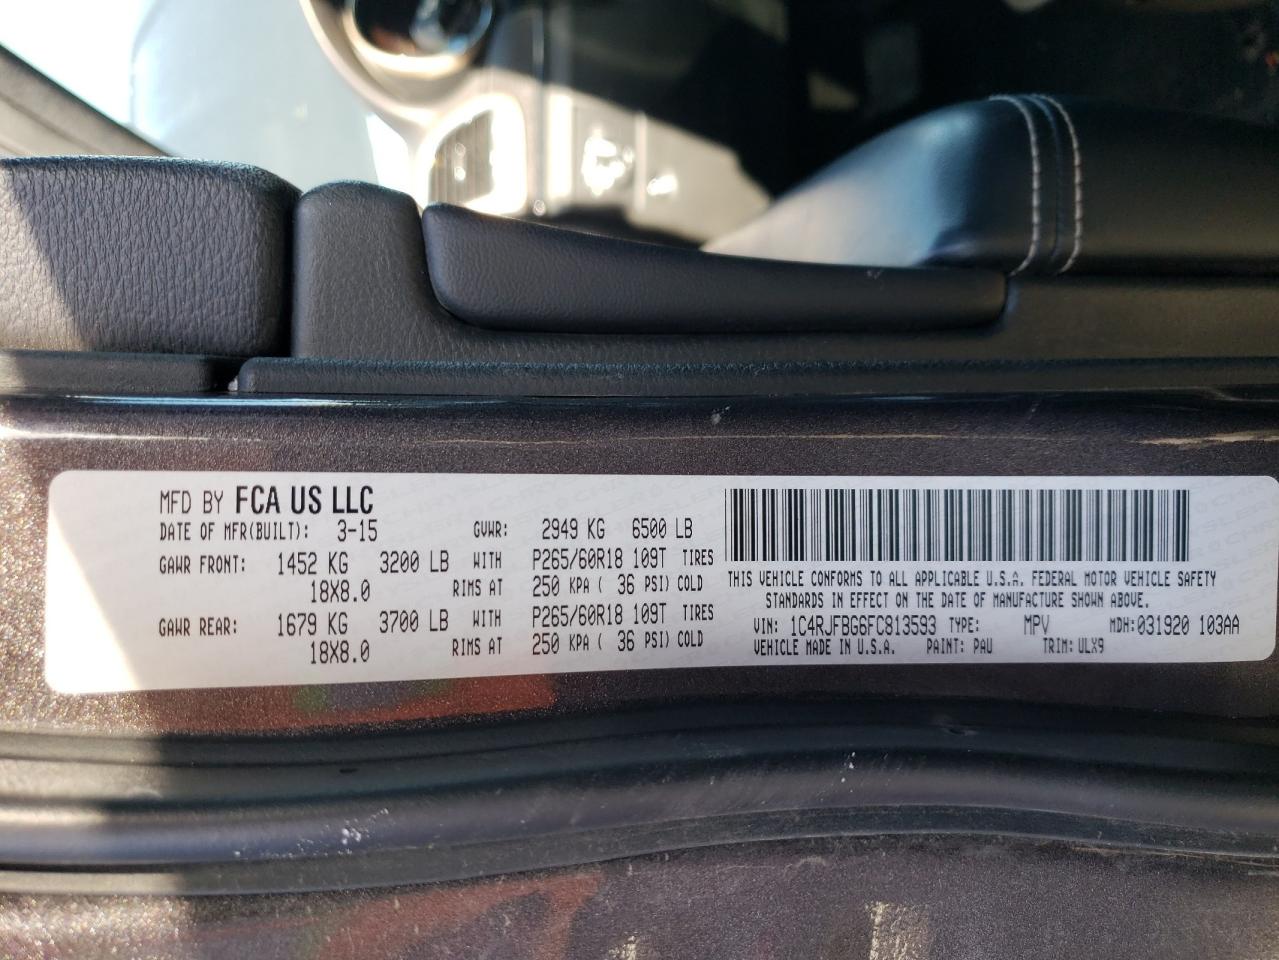 MFD BY FCA US LLC
DATE OF MFR(BUILT): 3-15 GVWR: 2949 KG 6500 LB
GAWR FRONT: 1452 KG 3200 LB WITH P265/60R18 109T TIRES
18X8.0 RIMS AT 250 KPA ( 36 PSI) COLD
GAWR REAR: 1679 KG 3700 LB WITH P265/60R18 109T TIRES
18X8.0 RIMS AT 250 KPA ( 36 PSI) COLD
THIS VEHICLE CONFORMS TO ALL APPLICABLE U.S.A. FEDERAL MOTOR VEHICLE SAFETY
STANDARDS IN EFFECT ON THE DATE OF MANUFACTURE SHOWN ABOVE.
VIN: 1C4RJFBG6FC813593 TYPE: MPV MDH:031920 103AA
VEHICLE MADE IN U.S.A. PAINT: PAU TRIM: ULX9